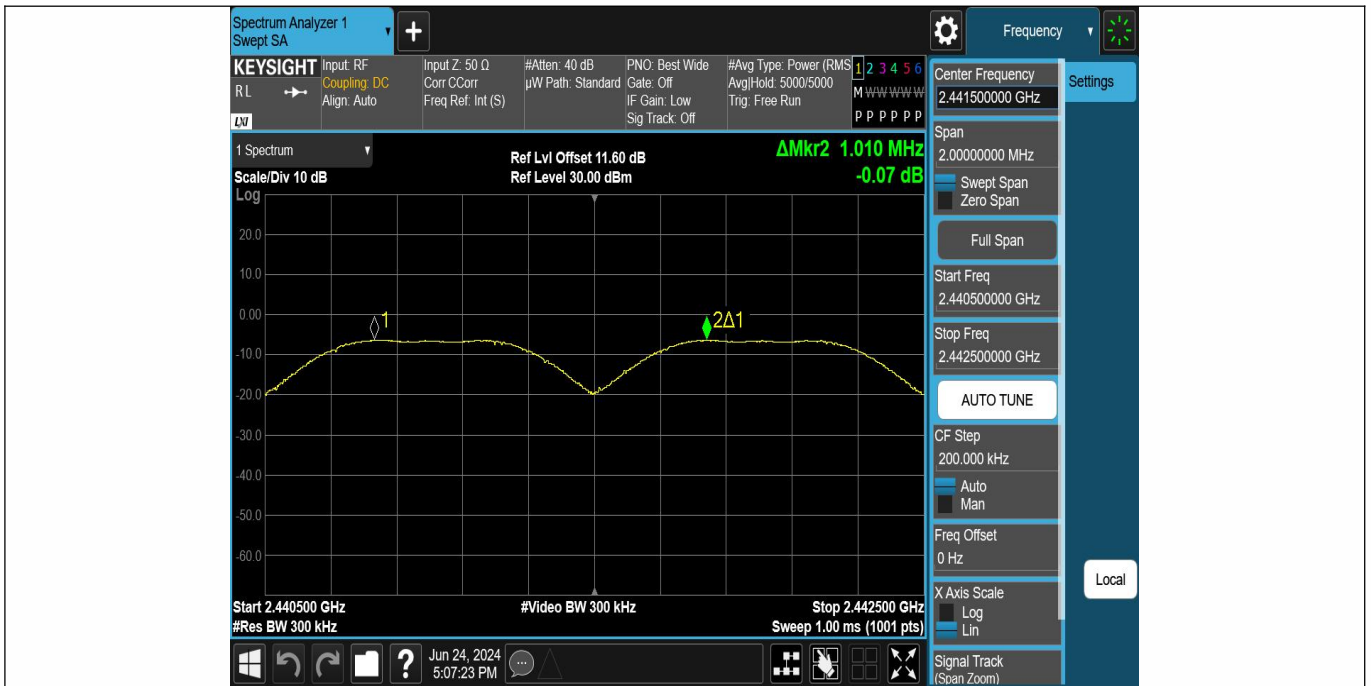 Spectrum Analyzer 1
Swept SA
+
Frequency
KEYSIGHT
RL
LXI
Input: RF
Coupling: DC
Align: Auto
Input Z: 50 Ω
Corr CCorr
Freq Ref: Int (S)
#Atten: 40 dB
µW Path: Standard
PNO: Best Wide
Gate: Off
IF Gain: Low
Sig Track: Off
#Avg Type: Power (RMS
Avg|Hold: 5000/5000
Trig: Free Run
1 2 3 4 5 6
M W W W W W
P P P P P P
1 Spectrum
Scale/Div 10 dB
Ref Lvl Offset 11.60 dB
Ref Level 30.00 dBm
ΔMkr2 1.010 MHz
-0.07 dB
Log
20.0
10.0
0.00
-10.0
-20.0
-30.0
-40.0
-50.0
-60.0
1
2Δ1
Start 2.440500 GHz
#Res BW 300 kHz
#Video BW 300 kHz
Stop 2.442500 GHz
Sweep 1.00 ms (1001 pts)
Center Frequency
2.441500000 GHz
Settings
Span
2.00000000 MHz
Swept Span
Zero Span
Full Span
Start Freq
2.440500000 GHz
Stop Freq
2.442500000 GHz
AUTO TUNE
CF Step
200.000 kHz
Auto
Man
Freq Offset
0 Hz
X Axis Scale
Log
Lin
Signal Track
(Span Zoom)
Local
?
Jun 24, 2024
5:07:23 PM